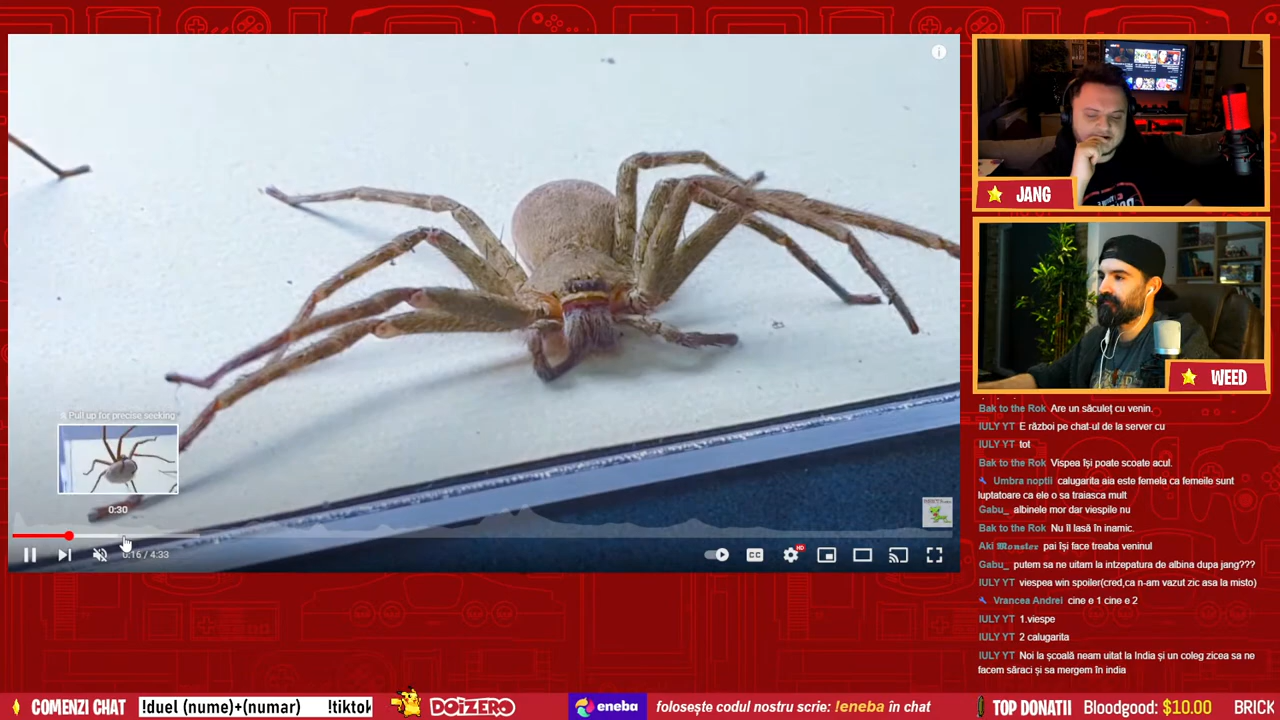 Pull up for precise seeking
0:30
0:16 / 4:33
CC
HD
JANG
WEED
Bak to the Rok Are un săculeț cu venin.
IULY YT E război pe chat-ul de la server cu
IULY YT tot
Bak to the Rok Vispea își poate scoate acul.
Umbra noptii calugarita aia este femela ca femeile sunt
luptatoare ca ele o sa traiasca mult
Gabu_ albinele mor dar viespile nu
Bak to the Rok Nu îl lasă în inamic.
Aki Monster pai își face treaba veninul
Gabu_ putem sa ne uitam la intzepatura de albina dupa jang???
IULY YT viespea win spoiler(cred,ca n-am vazut zic asa la misto)
Vrancea Andrei cine e 1 cine e 2
IULY YT 1.viespe
IULY YT 2 calugarita
IULY YT Noi la școală neam uitat la India și un coleg zicea sa ne
facem săraci și sa mergem în india
COMENZI CHAT !duel (nume)+(numar) !tiktok
DOIZERO
eneba folosește codul nostru scrie: !eneba în chat
TOP DONATII Bloodgood: $10.00 BRICK